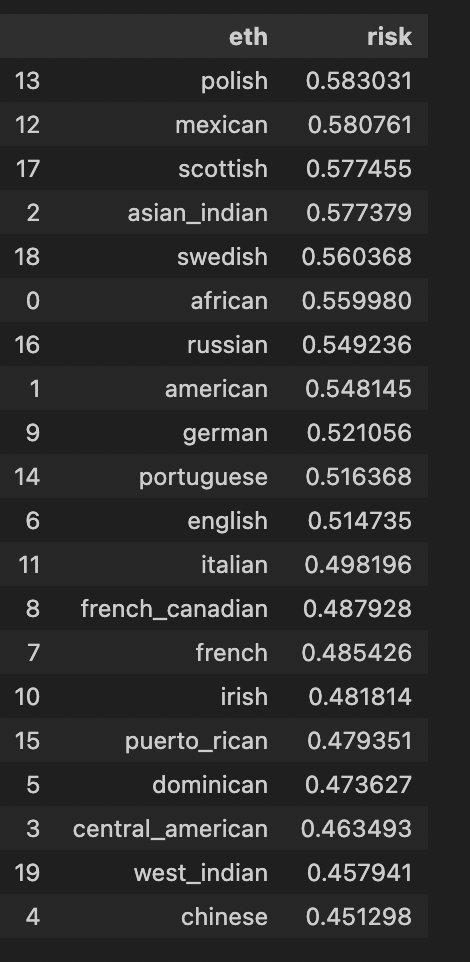 eth risk
13 polish 0.583031
12 mexican 0.580761
17 scottish 0.577455
2 asian_indian 0.577379
18 swedish 0.560368
0 african 0.559980
16 russian 0.549236
1 american 0.548145
9 german 0.521056
14 portuguese 0.516368
6 english 0.514735
11 italian 0.498196
8 french_canadian 0.487928
7 french 0.485426
10 irish 0.481814
15 puerto_rican 0.479351
5 dominican 0.473627
3 central_american 0.463493
19 west_indian 0.457941
4 chinese 0.451298